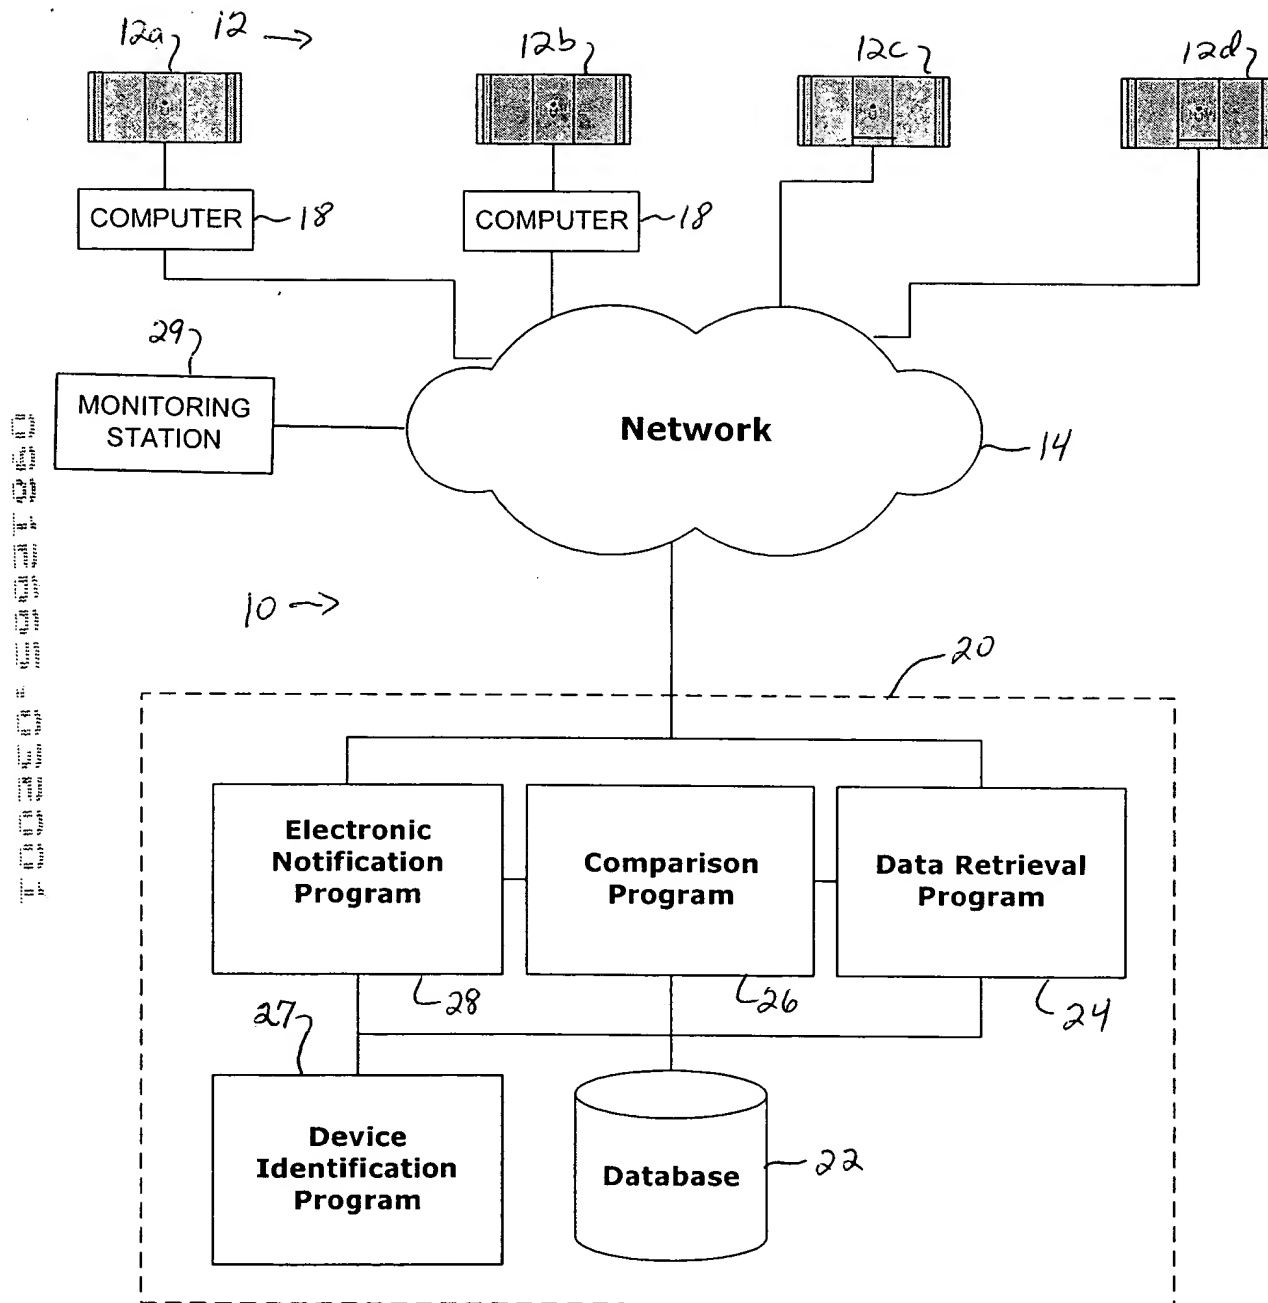 12a 12 → 12b 12c 12d
COMPUTER 18 COMPUTER 18
29
MONITORING
STATION
Network
14
10 →
20
Electronic
Notification
Program
Comparison
Program
Data Retrieval
Program
28 26 24
27
Device
Identification
Program
Database
22